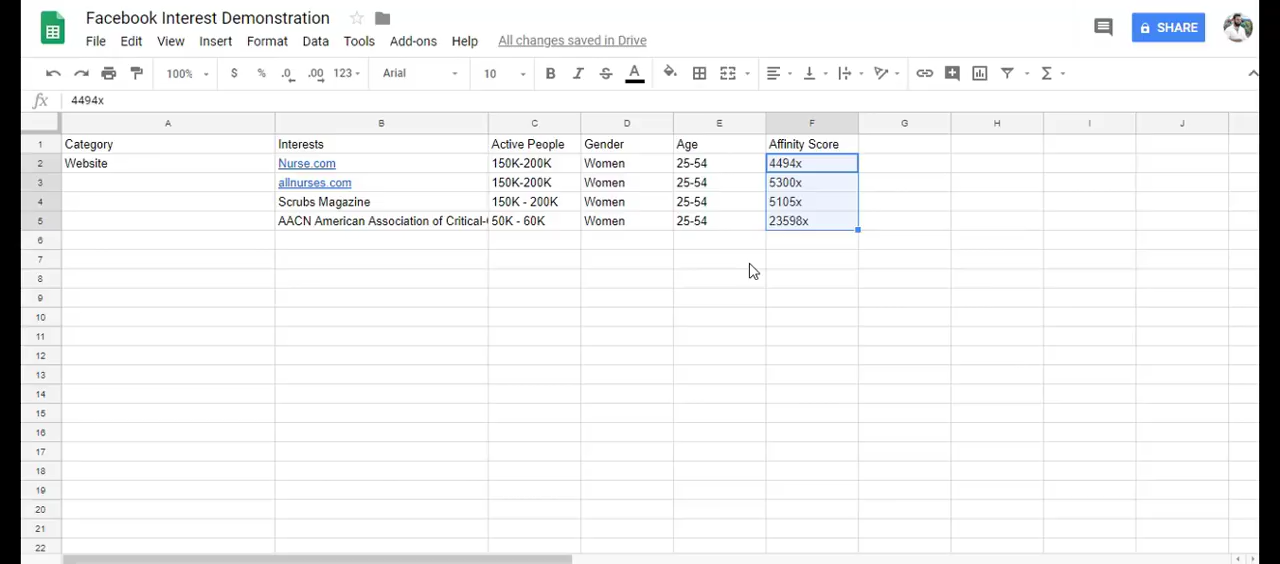 Facebook Interest Demonstration
File Edit View Insert Format Data Tools Add-ons Help All changes saved in Drive
SHARE
100% $ % .0 .00 123 Arial 10 B I S A
fx 4494x
A B C D E F G H I J
1 Category Interests Active People Gender Age Affinity Score
2 Website Nurse.com 150K-200K Women 25-54 4494x
3 allnurses.com 150K-200K Women 25-54 5300x
4 Scrubs Magazine 150K - 200K Women 25-54 5105x
5 AACN American Association of Critical- 50K - 60K Women 25-54 23598x
6
7
8
9
10
11
12
13
14
15
16
17
18
19
20
21
22